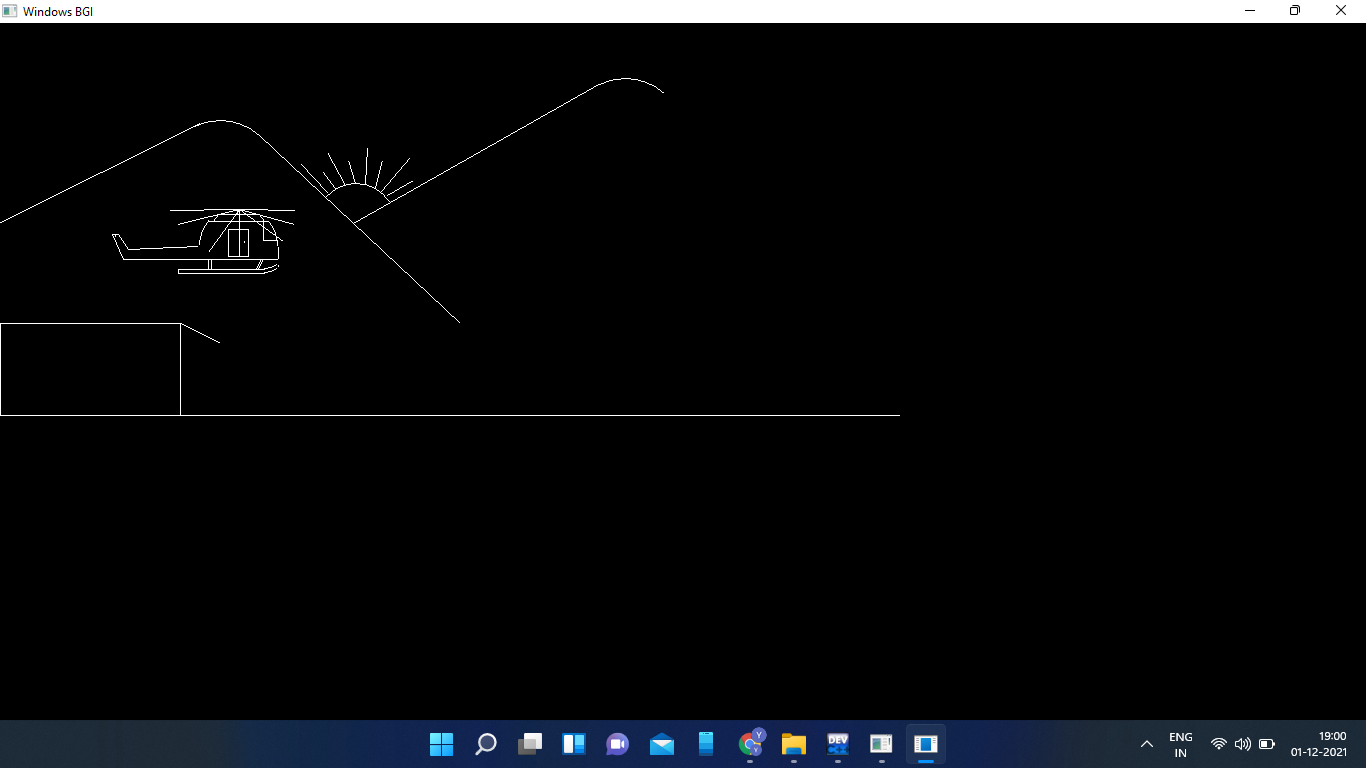 Windows BGI
Y
Y
DEV
C++
ENG
IN
19:00
01-12-2021